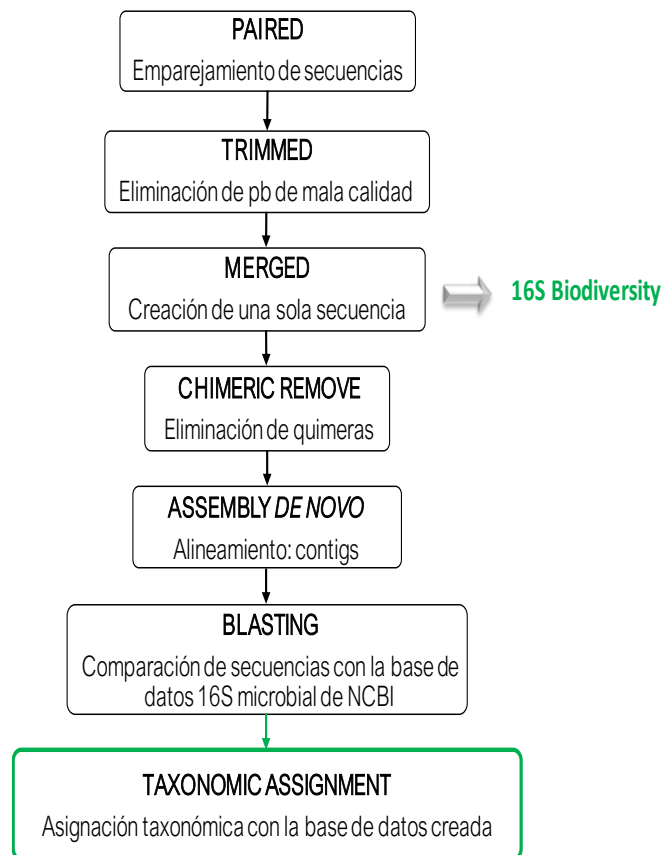 PAIRED
Emparejamiento de secuencias
TRIMMED
Eliminación de pb de mala calidad
MERGED
Creación de una sola secuencia
16S Biodiversity
CHIMERIC REMOVE
Eliminación de quimeras
ASSEMBLY DE NOVO
Alineamiento: contigs
BLASTING
Comparación de secuencias con la base de
datos 16S microbial de NCBI
TAXONOMIC ASSIGNMENT
Asignación taxonómica con la base de datos creada